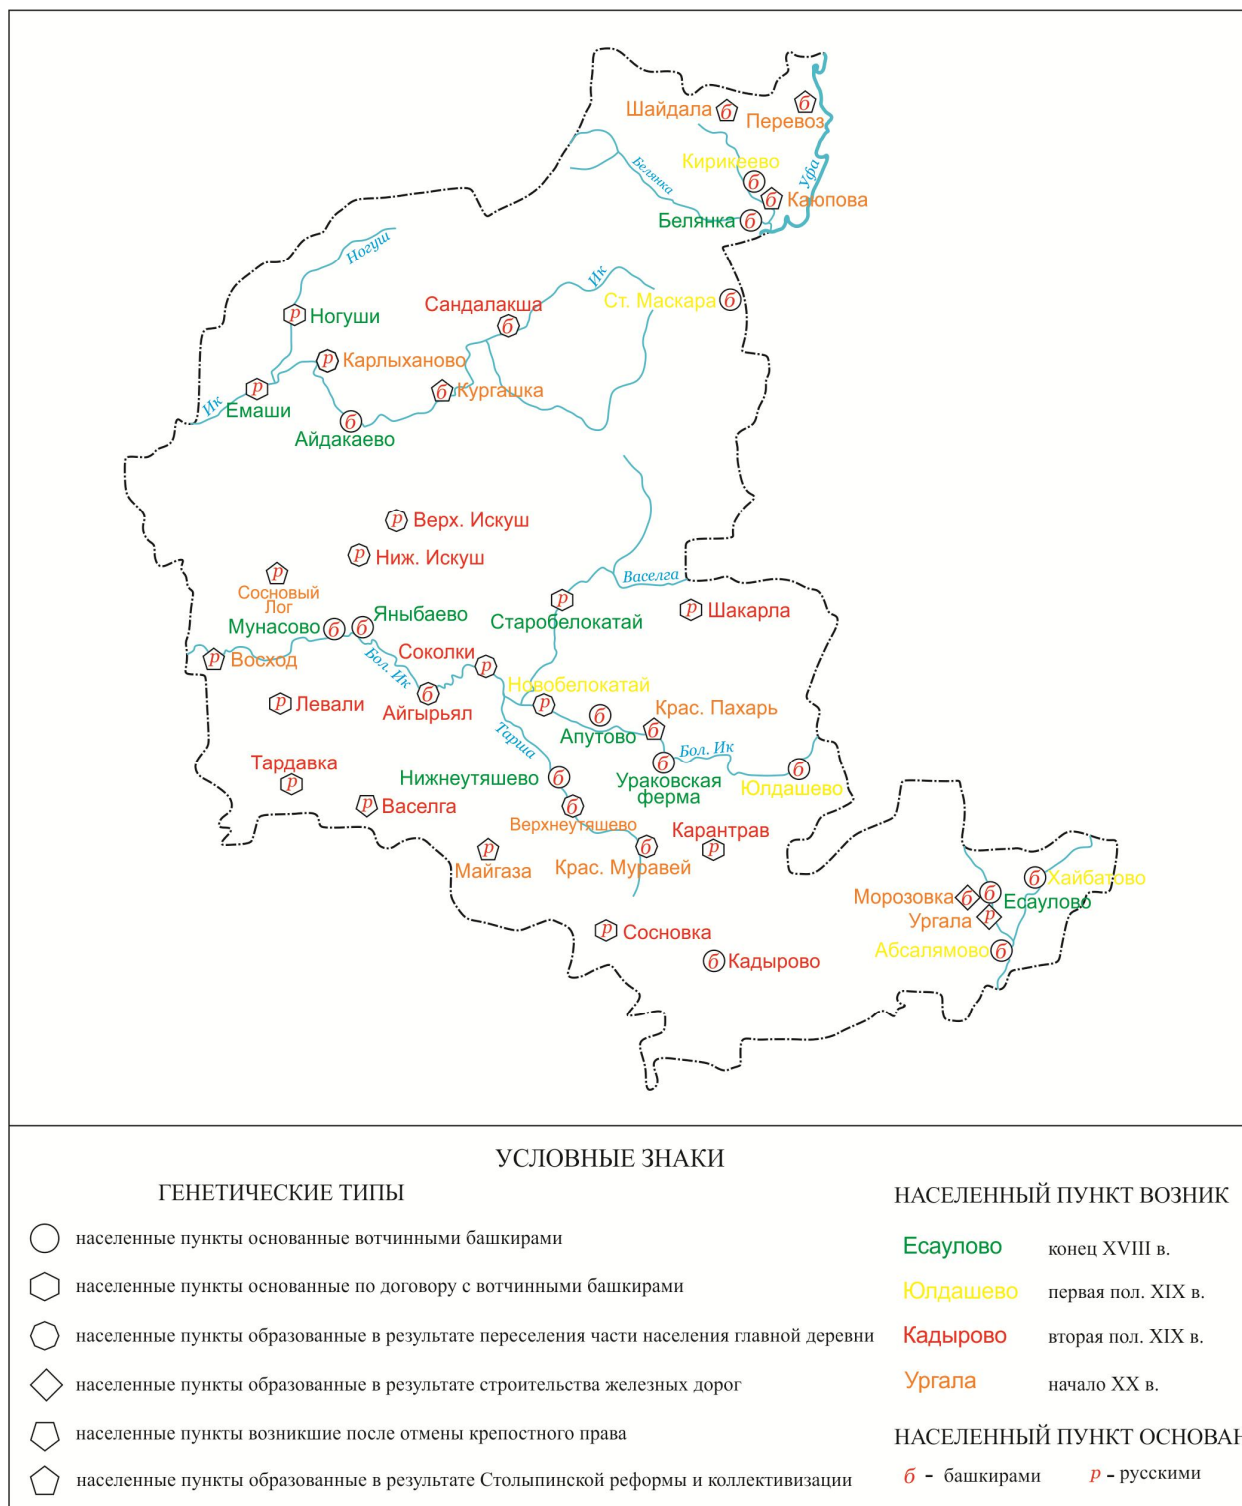 Шайдала
Перевоз
Кирикеево
Белянка
Уфа
Каюпова
Белянка
Ногуш
Ик
Сандалакша
Ст. Маскара
Ногуши
Карлыханово
Кургашка
Ик
Емаши
Айдакаево
Верх. Искуш
Ниж. Искуш
Васелга
Сосновый
Лог
Яныбаево
Старобелокатай
Шакарла
Мунасово
Соколки
Восход
Бол. Ик
Новобелокатай
Левали
Айгырьял
Крас. Пахарь
Апутово
Тарша
Бол. Ик
Тардавка
Нижнеутяшево
Ураковская
ферма
Юлдашево
Васелга
Верхнеутяшево
Карантрав
Майгаза
Крас. Муравей
Хайбатово
Морозовка
Есаулово
Ургала
Сосновка
Абсалямово
Кадырово
б
б
б
б
б
б
р
б
р
р
б
б
р
р
р
р
р
б
б
р
р
б
р
р
б
б
б
б
р
р
б
б
б
р
б
р
б
б
б
р
р
б
б
УСЛОВНЫЕ ЗНАКИ
ГЕНЕТИЧЕСКИЕ ТИПЫ
населенные пункты основанные вотчинными башкирами
населенные пункты основанные по договору с вотчинными башкирами
населенные пункты образованные в результате переселения части населения главной деревни
населенные пункты образованные в результате строительства железных дорог
населенные пункты возникшие после отмены крепостного права
населенные пункты образованные в результате Столыпинской реформы и коллективизации
НАСЕЛЕННЫЙ ПУНКТ ВОЗНИК
Есаулово конец XVIII в.
Юлдашево первая пол. XIX в.
Кадырово вторая пол. XIX в.
Ургала начало XX в.
НАСЕЛЕННЫЙ ПУНКТ ОСНОВАН
б - башкирами р - русскими